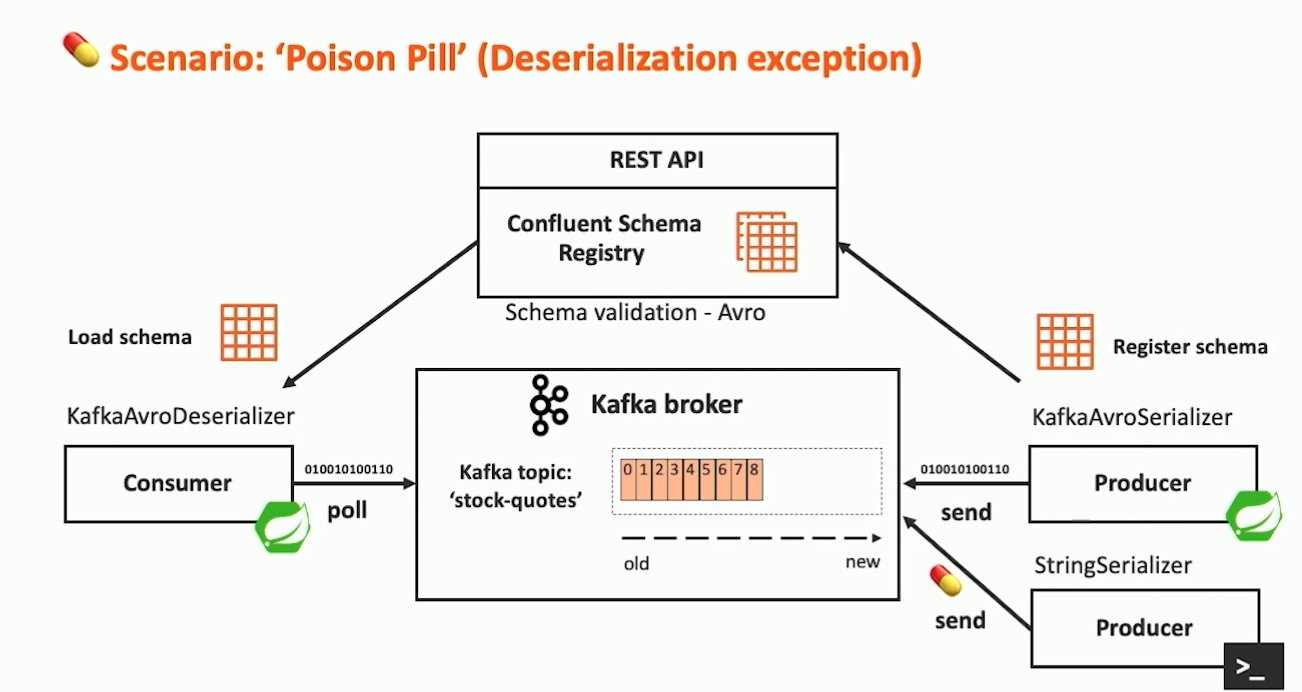 Scenario: ‘Poison Pill’ (Deserialization exception)
REST API
Confluent Schema
Registry
Schema validation - Avro
Load schema
Register schema
KafkaAvroDeserializer
Kafka broker
KafkaAvroSerializer
Consumer
010010100110
poll
Kafka topic:
‘stock-quotes’
0 1 2 3 4 5 6 7 8
old
new
010010100110
send
Producer
StringSerializer
send
Producer
>_